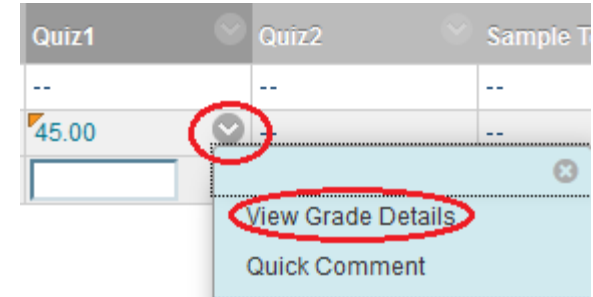 Quiz1 Quiz2 Sample T
-- -- --
45.00 -- --
View Grade Details
Quick Comment